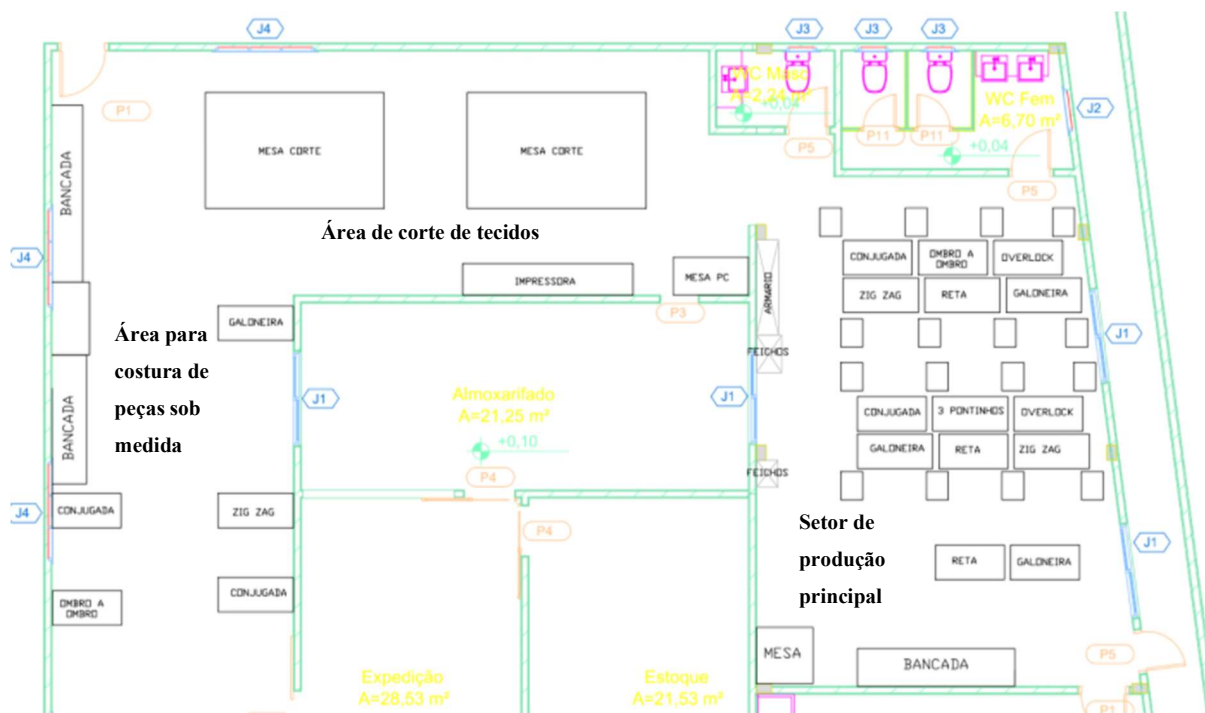 J4
J3
J3
J3
WC Masc
A=2,24 m²
+0,04
WC Fem
A=6,70 m²
+0,04
P1
P5
P11
P11
J2
P5
BANCADA
MESA CORTE
MESA CORTE
Área de corte de tecidos
J4
IMPRESSORA
MESA PC
P3
ARMARIO
FEICHOS
CONJUGADA
OMBRO A
OMBRO
OVERLOCK
ZIG ZAG
RETA
GALONEIRA
J1
GALONEIRA
Área para
costura de
peças sob
medida
BANCADA
J1
Almoxarifado
A=21,25 m²
+0,10
J1
P4
FEICHOS
CONJUGADA
3 PONTINHOS
OVERLOCK
GALONEIRA
RETA
ZIG ZAG
J4
CONJUGADA
ZIG ZAG
P4
Setor de
produção
principal
RETA
GALONEIRA
J1
OMBRO A
OMBRO
CONJUGADA
Expedição
A=28,53 m²
Estoque
A=21,53 m²
MESA
BANCADA
P5
P1